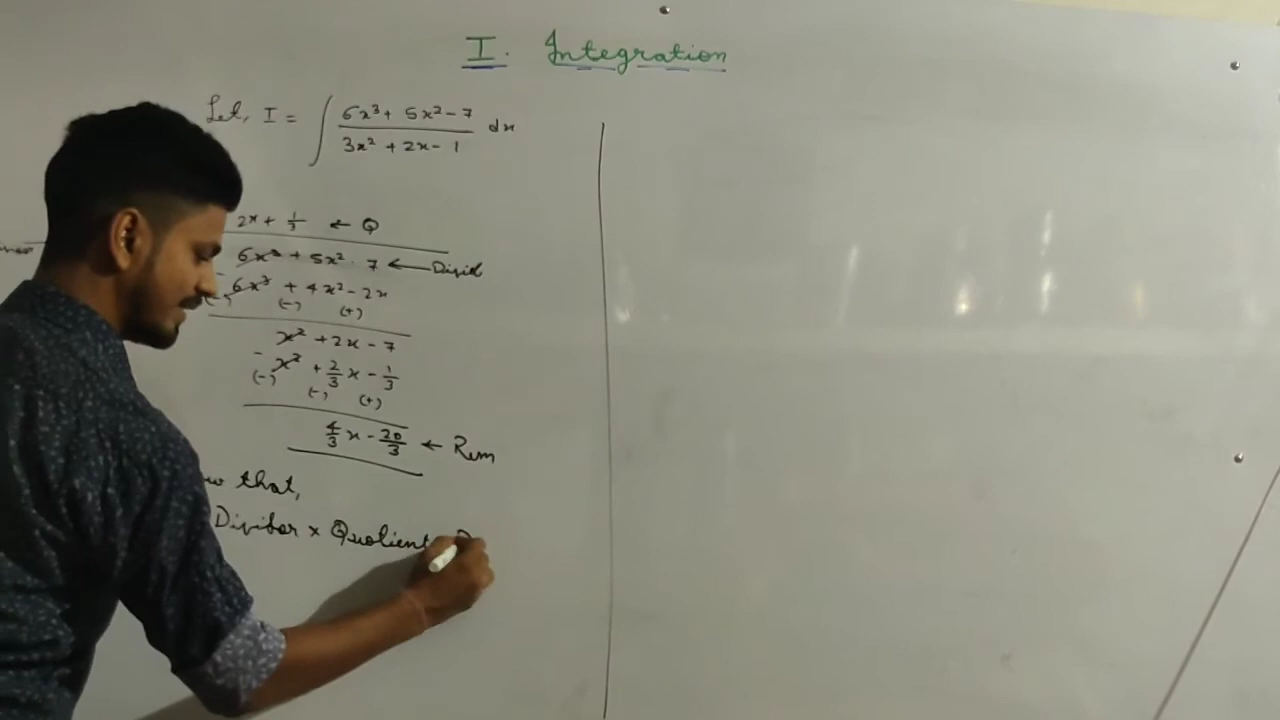 I. Integration
Let, I = ∫ (6x³ + 5x² - 7)/(3x² + 2x - 1) dx
2x + 1/3 ← Q
6x³ + 5x² - 7 ← Divid
- 6x³ + 4x² - 2x
(-) (-) (+)
x² + 2x - 7
- x² + 2/3 x - 1/3
(-) (-) (+)
4/3 x - 20/3 ← Rem
w that,
Divisor × Quotient